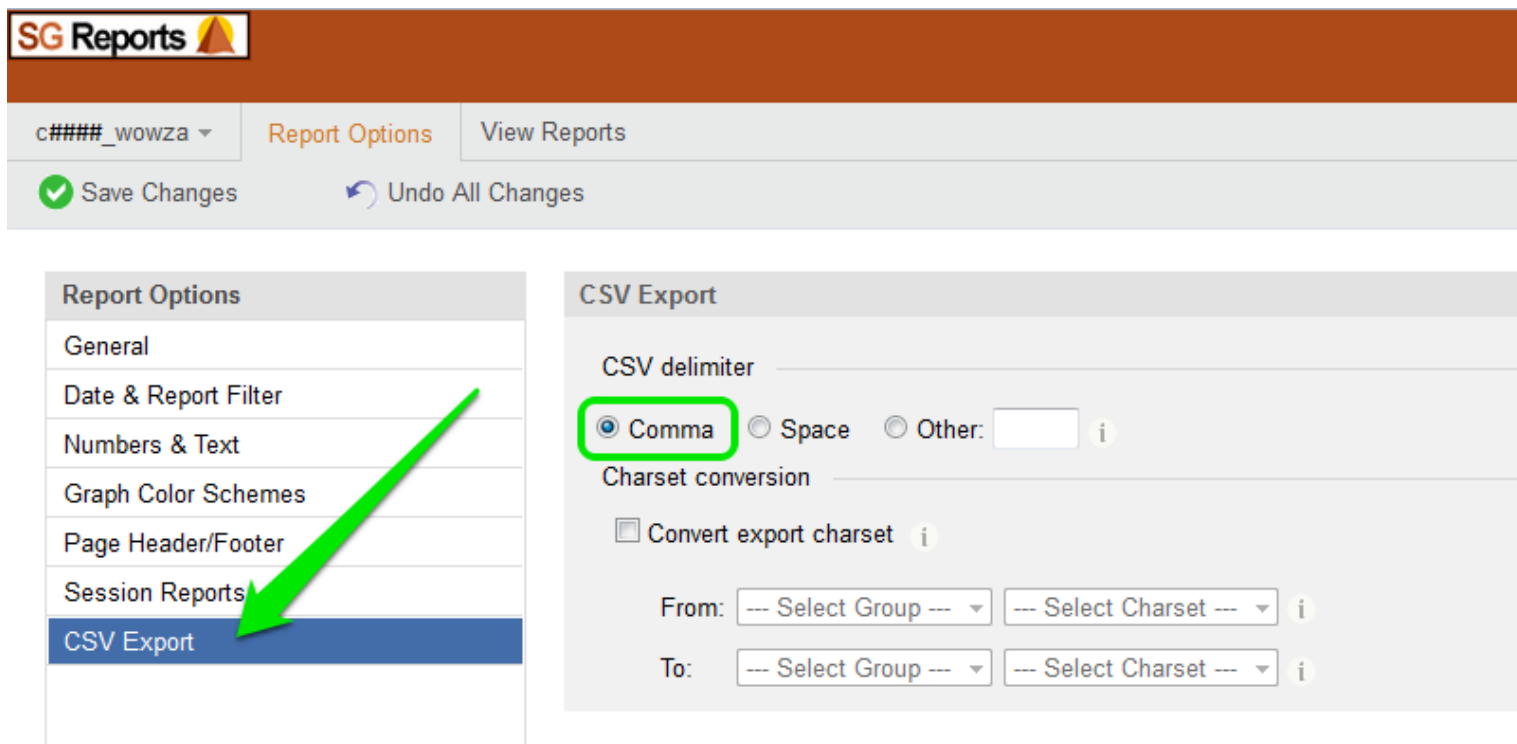 SG Reports
c####_wowza Report Options View Reports
Save Changes Undo All Changes
Report Options
General
Date & Report Filter
Numbers & Text
Graph Color Schemes
Page Header/Footer
Session Reports
CSV Export
CSV Export
CSV delimiter
Comma Space Other: i
Charset conversion
Convert export charset i
From: --- Select Group --- --- Select Charset --- i
To: --- Select Group --- --- Select Charset --- i